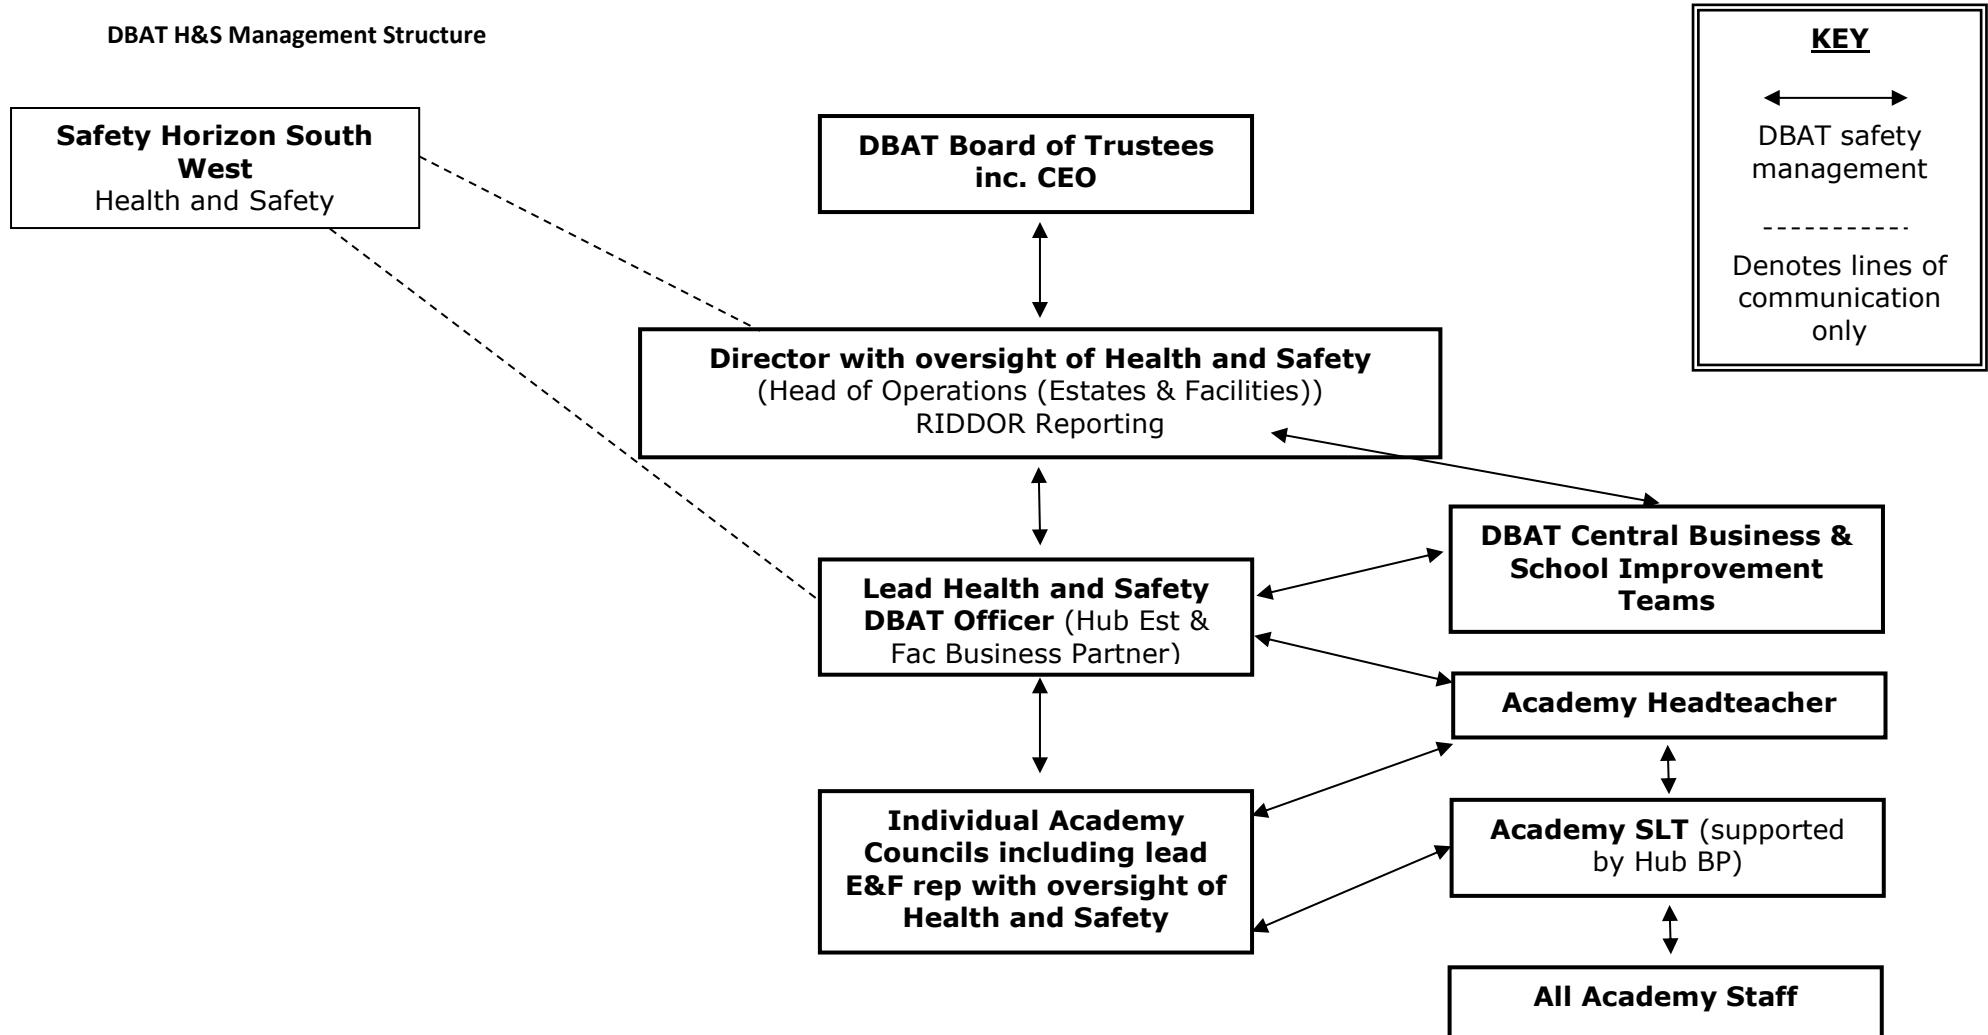 DBAT H&S Management Structure
KEY
DBAT safety
management
Denotes lines of
communication
only
Safety Horizon South
West
Health and Safety
DBAT Board of Trustees
inc. CEO
Director with oversight of Health and Safety
(Head of Operations (Estates & Facilities))
RIDDOR Reporting
DBAT Central Business &
School Improvement
Teams
Lead Health and Safety
DBAT Officer (Hub Est &
Fac Business Partner)
Academy Headteacher
Individual Academy
Councils including lead
E&F rep with oversight of
Health and Safety
Academy SLT (supported
by Hub BP)
All Academy Staff